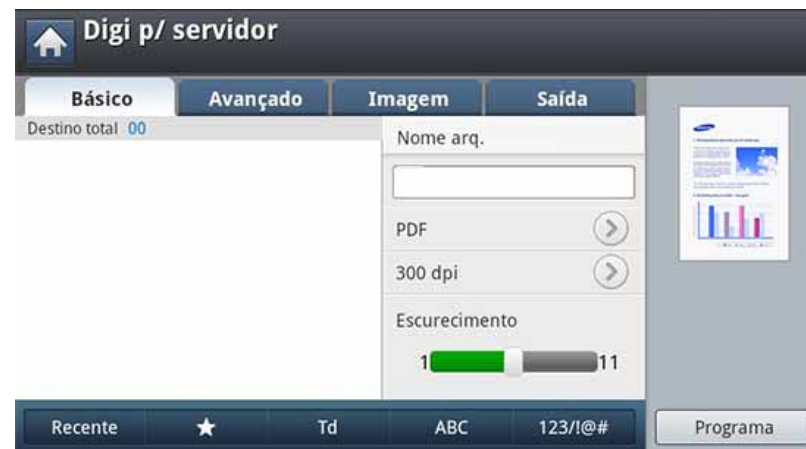 Digi p/ servidor
Básico Avançado Imagem Saída
Destino total 00
Nome arq.
PDF
300 dpi
Escurecimento
1 11
Recente ★ Td ABC 123/!@# Programa